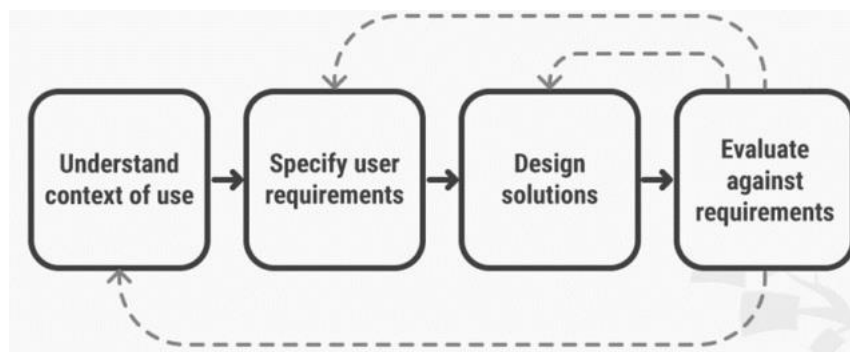 Understand
context of use
Specify user
requirements
Design
solutions
Evaluate
against
requirements